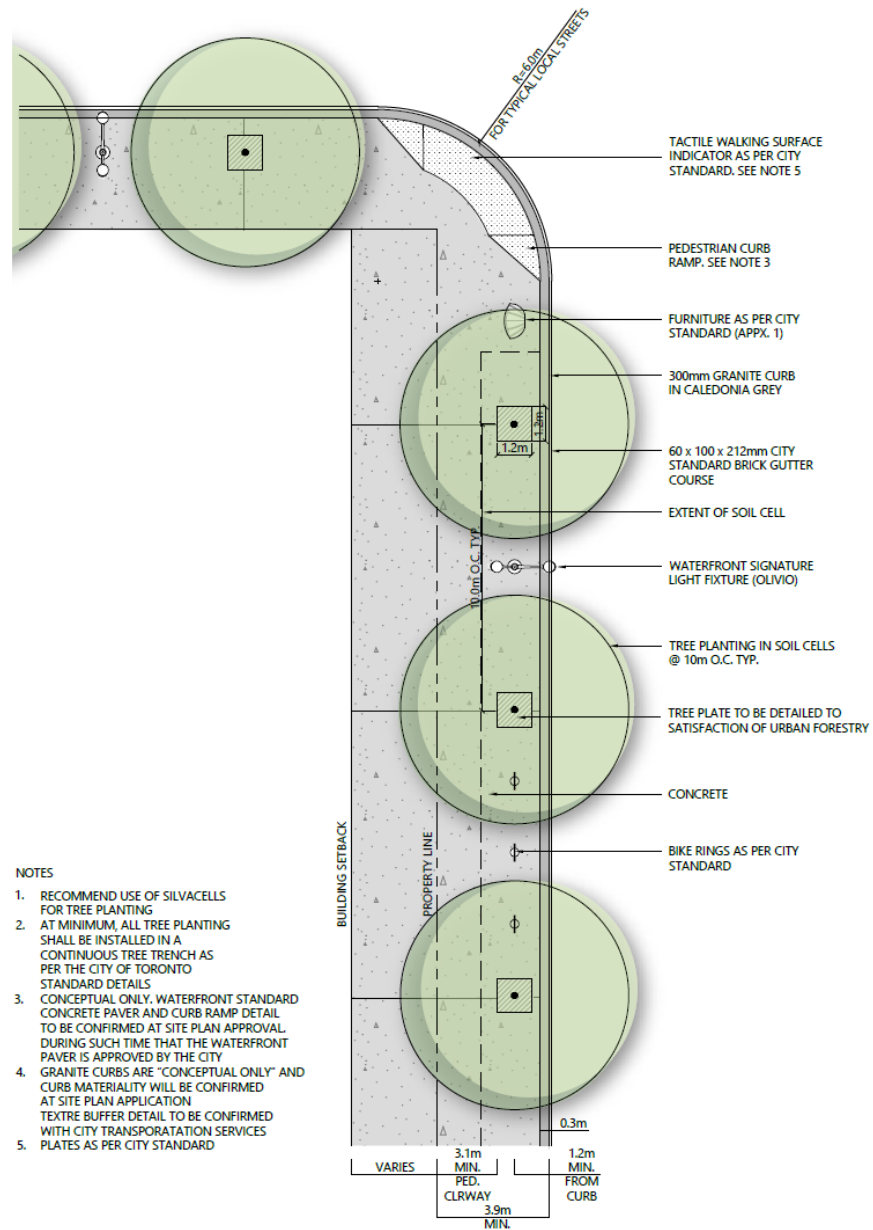 R=6.0m
FOR TYPICAL LOCAL STREETS
TACTILE WALKING SURFACE
INDICATOR AS PER CITY
STANDARD. SEE NOTE 5
PEDESTRIAN CURB
RAMP. SEE NOTE 3
FURNITURE AS PER CITY
STANDARD (APPX. 1)
300mm GRANITE CURB
IN CALEDONIA GREY
1.2m
1.2m
60 x 100 x 212mm CITY
STANDARD BRICK GUTTER
COURSE
EXTENT OF SOIL CELL
10.0m O.C. TYP.
WATERFRONT SIGNATURE
LIGHT FIXTURE (OLIVIO)
TREE PLANTING IN SOIL CELLS
@ 10m O.C. TYP.
TREE PLATE TO BE DETAILED TO
SATISFACTION OF URBAN FORESTRY
CONCRETE
BIKE RINGS AS PER CITY
STANDARD
BUILDING SETBACK
PROPERTY LINE
NOTES
1. RECOMMEND USE OF SILVACELLS
FOR TREE PLANTING
2. AT MINIMUM, ALL TREE PLANTING
SHALL BE INSTALLED IN A
CONTINUOUS TREE TRENCH AS
PER THE CITY OF TORONTO
STANDARD DETAILS
3. CONCEPTUAL ONLY. WATERFRONT STANDARD
CONCRETE PAVER AND CURB RAMP DETAIL
TO BE CONFIRMED AT SITE PLAN APPROVAL.
DURING SUCH TIME THAT THE WATERFRONT
PAVER IS APPROVED BY THE CITY
4. GRANITE CURBS ARE "CONCEPTUAL ONLY" AND
CURB MATERIALITY WILL BE CONFIRMED
AT SITE PLAN APPLICATION
TEXTRE BUFFER DETAIL TO BE CONFIRMED
WITH CITY TRANSPORATATION SERVICES
5. PLATES AS PER CITY STANDARD
0.3m
VARIES
3.1m
MIN.
PED.
CLRWAY
1.2m
MIN.
FROM
CURB
3.9m
MIN.